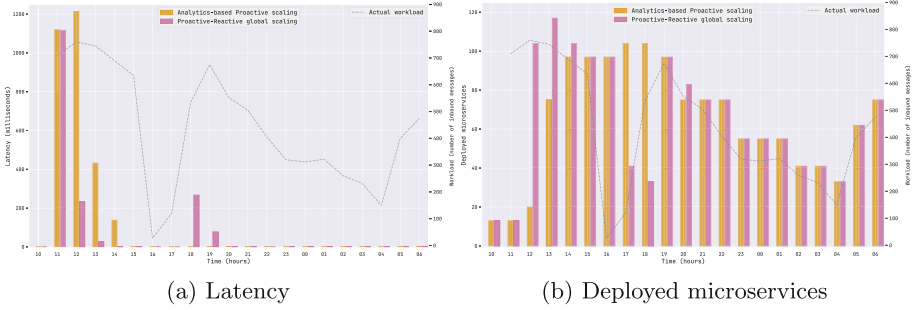 Analytics-based Proactive scaling
Proactive-Reactive global scaling
Actual workload
Latency (milliseconds)
1200
1000
800
600
400
200
0
900
800
700
600
500
400
300
200
100
0
Workload (number of inbound messages)
10 11 12 13 14 15 16 17 18 19 20 21 22 23 00 01 02 03 04 05 06
Time (hours)
(a) Latency
Analytics-based Proactive scaling
Proactive-Reactive global scaling
Actual workload
Deployed microservices
120
100
80
60
40
20
0
900
800
700
600
500
400
300
200
100
0
Workload (number of inbound messages)
10 11 12 13 14 15 16 17 18 19 20 21 22 23 00 01 02 03 04 05 06
Time (hours)
(b) Deployed microservices